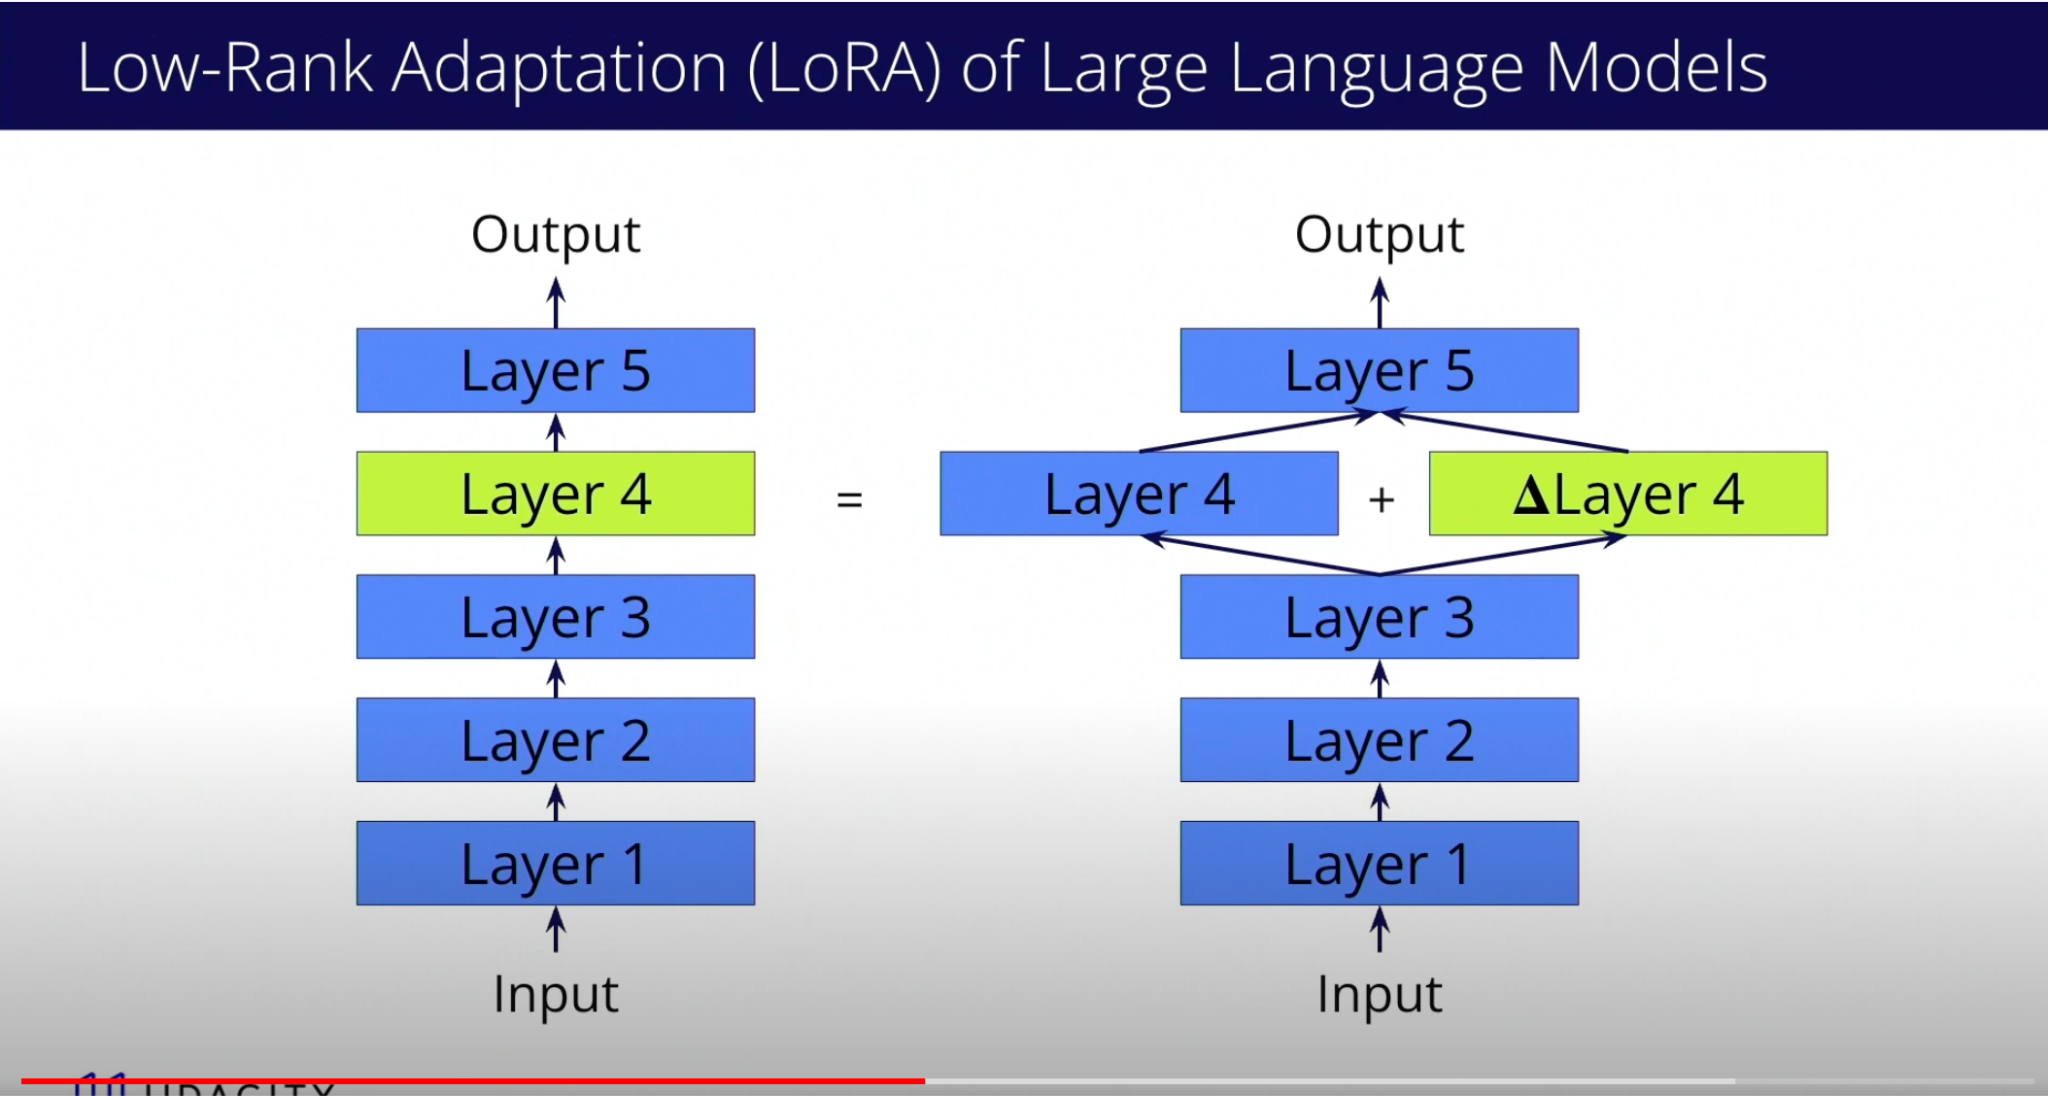 Low-Rank Adaptation (LoRA) of Large Language Models
Output
Layer 5
Layer 4
Layer 3
Layer 2
Layer 1
Input
=
Output
Layer 5
Layer 4 + ΔLayer 4
Layer 3
Layer 2
Layer 1
Input
UDACITY